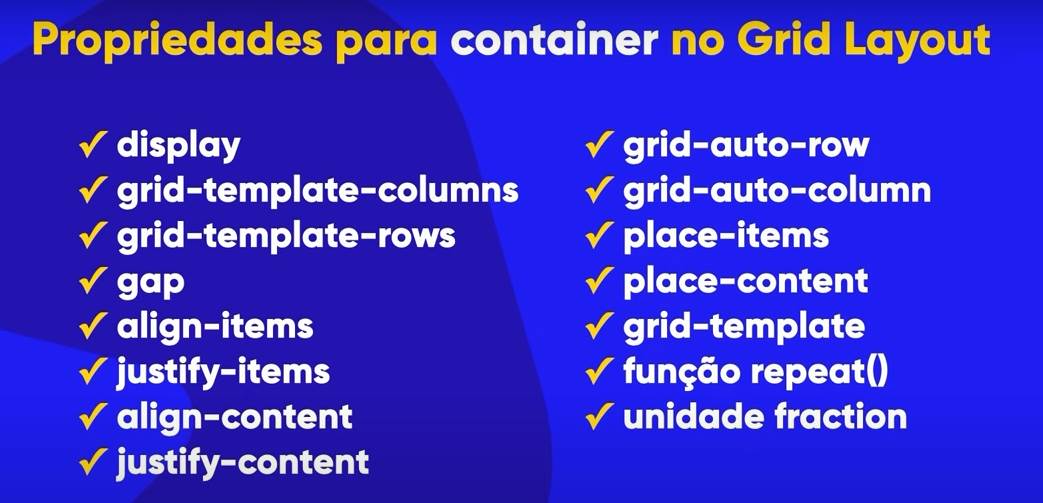 Propriedades para container no Grid Layout
display
grid-template-columns
grid-template-rows
gap
align-items
justify-items
align-content
justify-content
grid-auto-row
grid-auto-column
place-items
place-content
grid-template
função repeat()
unidade fraction